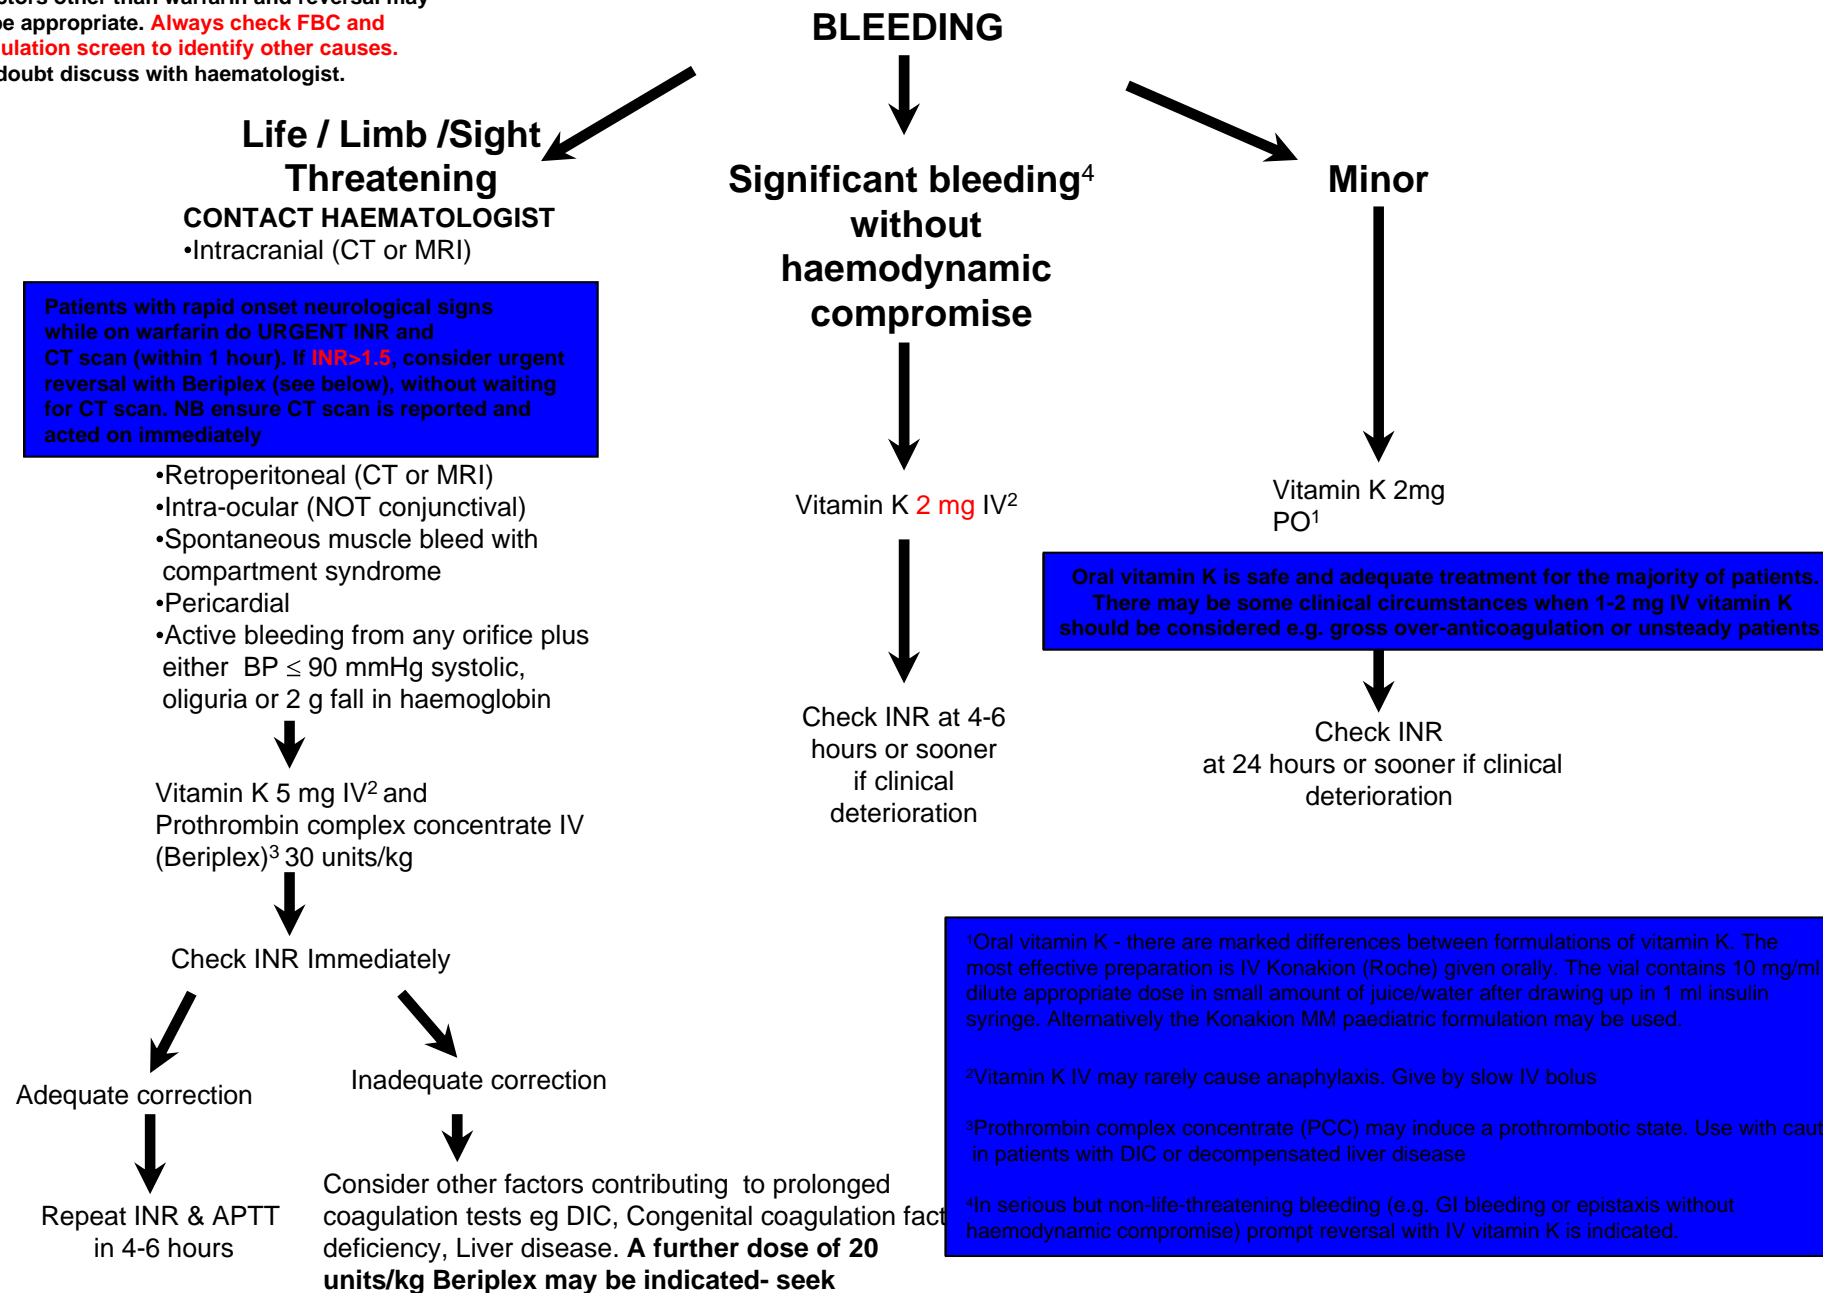 ctors other than warfarin and reversal may
be appropriate. Always check FBC and
ulation screen to identify other causes.
doubt discuss with haematologist.
BLEEDING
Life / Limb /Sight
Threatening
CONTACT HAEMATOLOGIST
•Intracranial (CT or MRI)
Patients with rapid onset neurological signs
while on warfarin do URGENT INR and
CT scan (within 1 hour). If INR>1.5, consider urgent
reversal with Beriplex (see below), without waiting
for CT scan. NB ensure CT scan is reported and
acted on immediately
•Retroperitoneal (CT or MRI)
•Intra-ocular (NOT conjunctival)
•Spontaneous muscle bleed with
compartment syndrome
•Pericardial
•Active bleeding from any orifice plus
either  BP ≤ 90 mmHg systolic,
oliguria or 2 g fall in haemoglobin
Vitamin K 5 mg IV² and
Prothrombin complex concentrate IV
(Beriplex)³ 30 units/kg
Check INR Immediately
Adequate correction
Repeat INR & APTT
in 4-6 hours
Inadequate correction
Consider other factors contributing  to prolonged
coagulation tests eg DIC, Congenital coagulation fact
deficiency, Liver disease. A further dose of 20
units/kg Beriplex may be indicated- seek
Significant bleeding⁴
without
haemodynamic
compromise
Vitamin K 2 mg IV²
Check INR at 4-6
hours or sooner
if clinical
deterioration
Minor
Vitamin K 2mg
PO¹
Oral vitamin K is safe and adequate treatment for the majority of patients.
There may be some clinical circumstances when 1-2 mg IV vitamin K
should be considered e.g. gross over-anticoagulation or unsteady patients
Check INR
at 24 hours or sooner if clinical
deterioration
¹Oral vitamin K - there are marked differences between formulations of vitamin K. The
most effective preparation is IV Konakion (Roche) given orally. The vial contains 10 mg/ml
dilute appropriate dose in small amount of juice/water after drawing up in 1 ml insulin
syringe. Alternatively the Konakion MM paediatric formulation may be used.
²Vitamin K IV may rarely cause anaphylaxis. Give by slow IV bolus
³Prothrombin complex concentrate (PCC) may induce a prothrombotic state. Use with caut
in patients with DIC or decompensated liver disease
⁴In serious but non-life-threatening bleeding (e.g. GI bleeding or epistaxis without
haemodynamic compromise) prompt reversal with IV vitamin K is indicated.